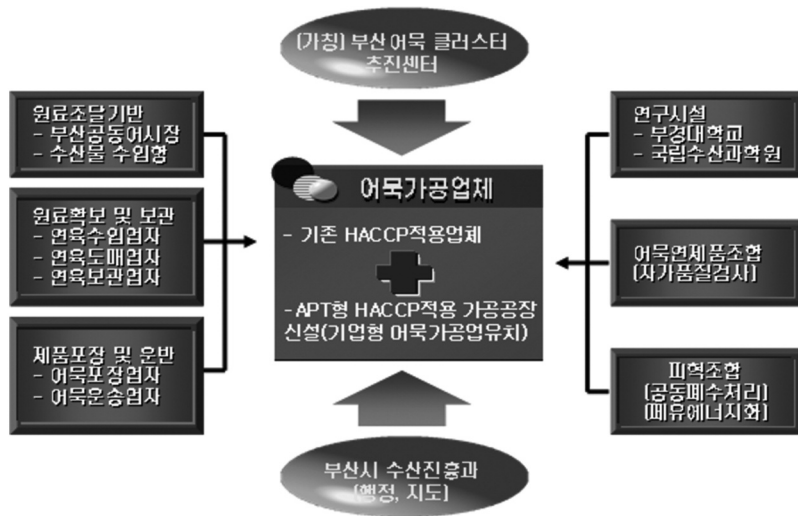 (가칭) 부산어묵 클러스터
추진센터
원료조달기반
- 부산공동어시장
- 수산물 수입항
원료확보 및 보관
- 연육수입업자
- 연육도매업자
- 연육보관업자
제품포장 및 운반
- 어묵포장업자
- 어묵운송업자
어묵가공업체
- 기존 HACCP적용업체
-APT형 HACCP적용 가공공장
신설(기업형 어묵가공업유치)
연구시설
- 부경대학교
- 국립수산과학원
어묵연제품조합
(자가품질검사)
피혁조합
(공동폐수처리)
(폐유에너지화)
부산시 수산진흥과
(행정, 지도)